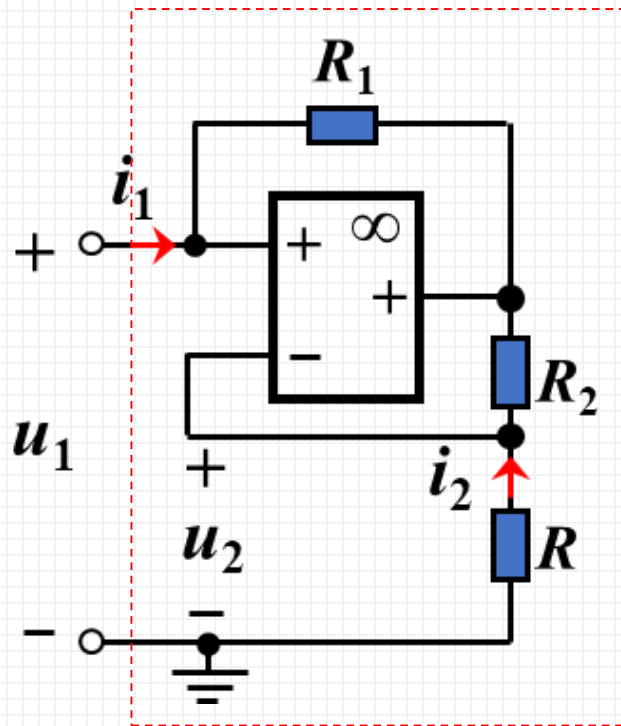 R₁
i₁
+
+
∞
+
−
R₂
u₁
+
i₂
u₂
R
−
−